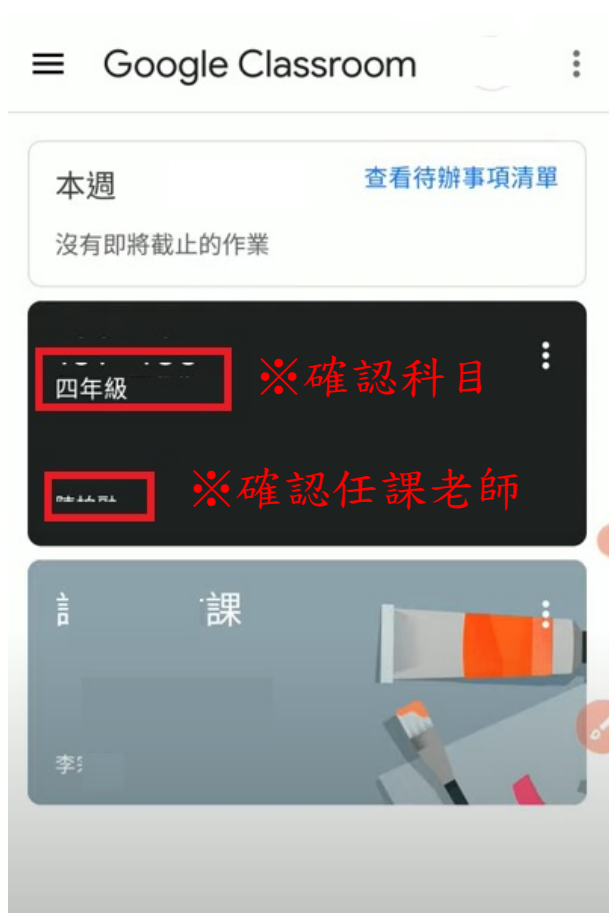 Google Classroom
本週
查看待辦事項清單
沒有即將截止的作業
四年級
※確認科目
※確認任課老師
課
李